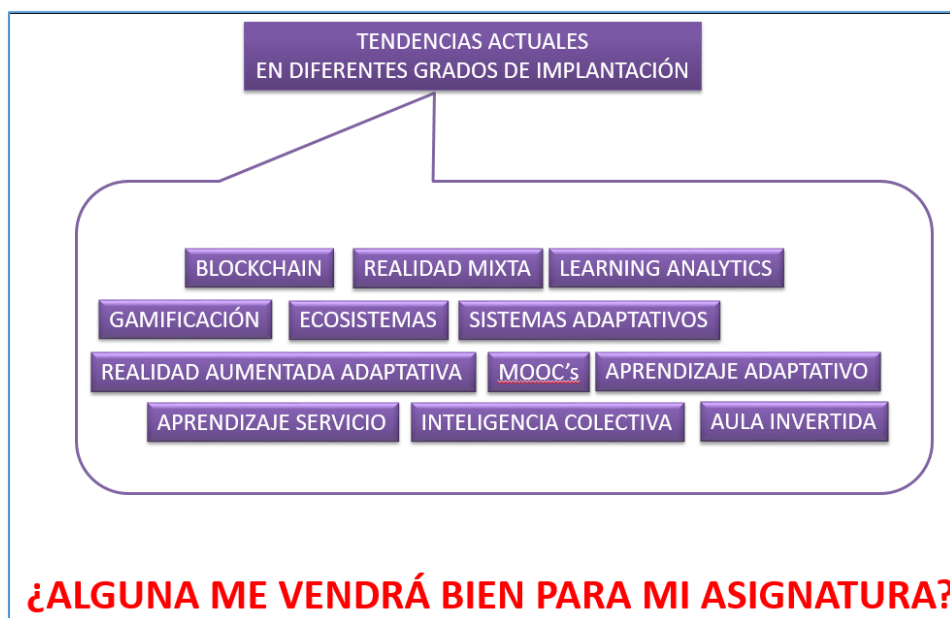 TENDENCIAS ACTUALES
EN DIFERENTES GRADOS DE IMPLANTACIÓN
BLOCKCHAIN REALIDAD MIXTA LEARNING ANALYTICS
GAMIFICACIÓN ECOSISTEMAS SISTEMAS ADAPTATIVOS
REALIDAD AUMENTADA ADAPTATIVA MOOC’s APRENDIZAJE ADAPTATIVO
APRENDIZAJE SERVICIO INTELIGENCIA COLECTIVA AULA INVERTIDA
¿ALGUNA ME VENDRÁ BIEN PARA MI ASIGNATURA?